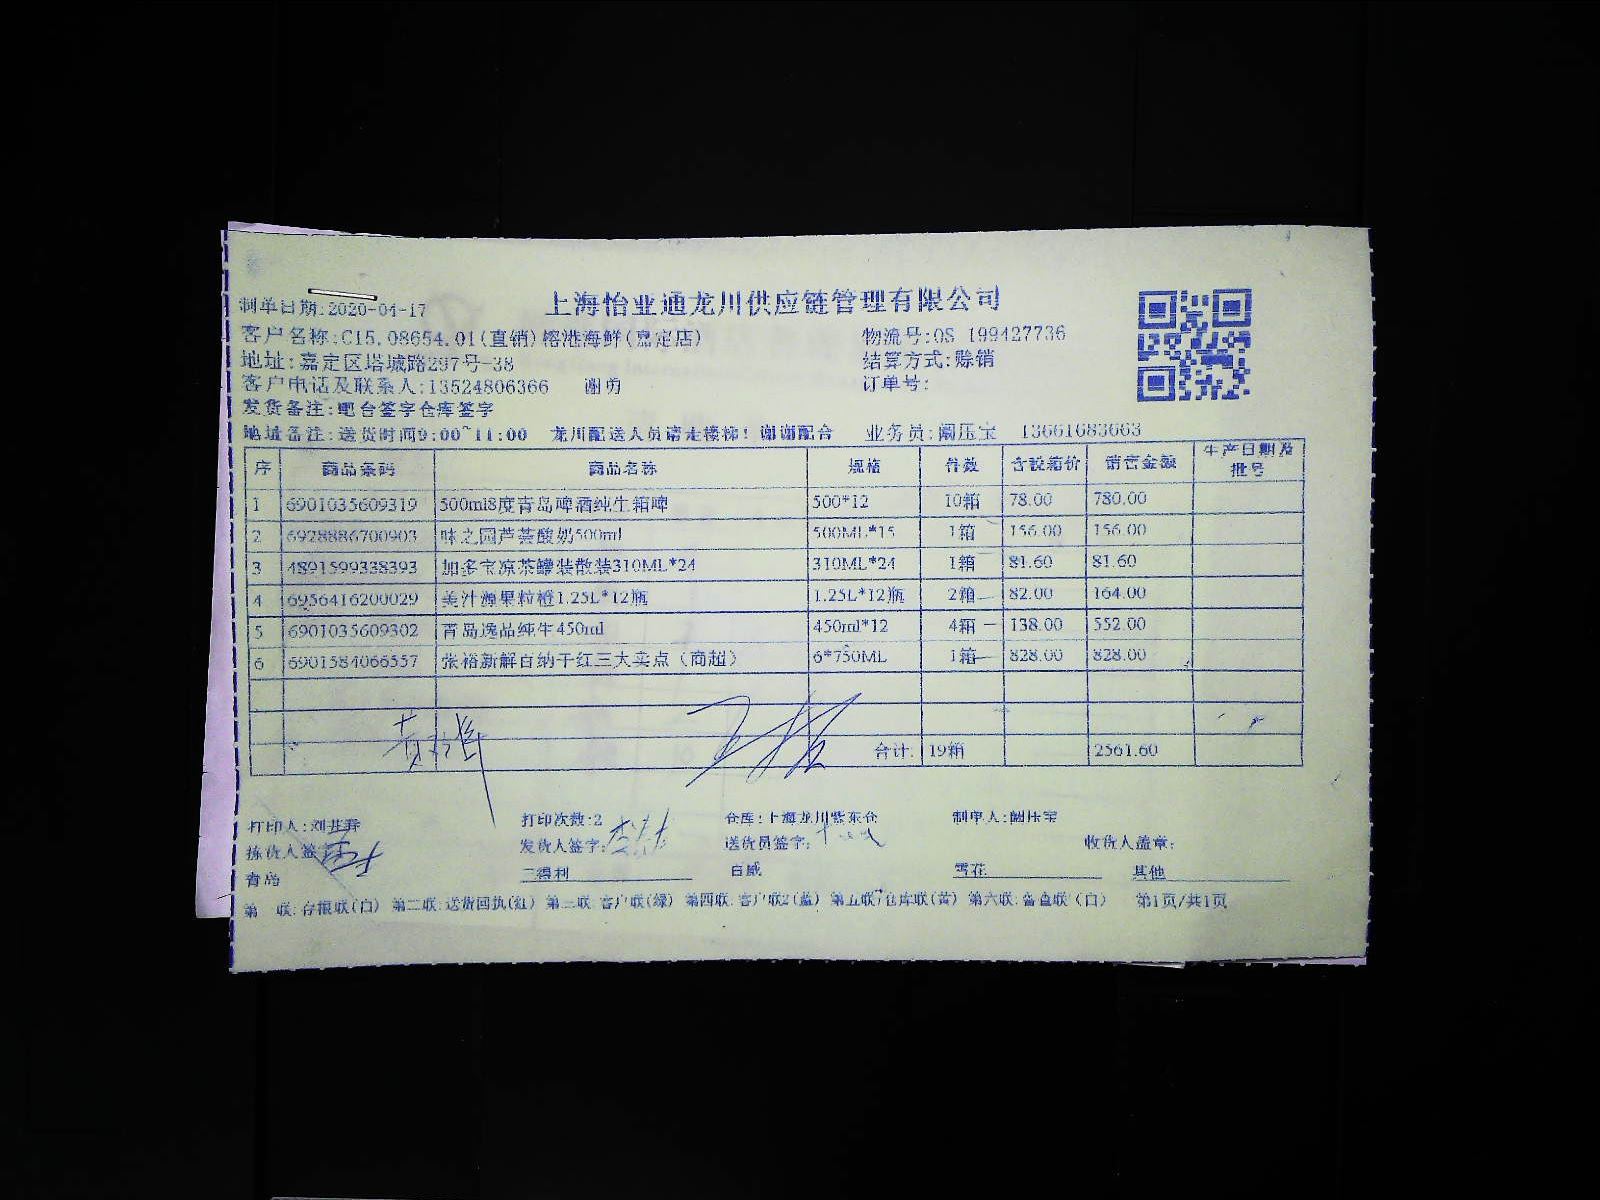 上海怡亚通龙川供应链管理有限公司
制单日期:2020-04-17
客户名称:C15.08654.01(直销)榕港海鲜(嘉定店) 物流号:OS 199427736
地址:嘉定区塔城路297号-38 结算方式:赊销
客户电话及联系人:13524806366 谢勇 订单号:
发货备注:吧台签字仓库签字
地址备注:送货时间9:00~11:00 龙川配送人员请走楼梯!谢谢配合 业务员:阚压宝 13661683663
序 商品条码 商品名称 规格 件数 含税箱价 销售金额 生产日期及批号
1 6901035609319 500ml8度青岛啤酒纯生箱啤 500*12 10箱 78.00 780.00
2 6928886700903 味之园芦荟酸奶500ml 500ML*15 1箱 156.00 156.00
3 4891599338393 加多宝凉茶罐装散装310ML*24 310ML*24 1箱 81.60 81.60
4 6956416200029 美汁源果粒橙1.25L*12瓶 1.25L*12瓶 2箱 82.00 164.00
5 6901035609302 青岛逸品纯生450ml 450ml*12 4箱 138.00 552.00
6 6901584066557 张裕新解百纳干红三大卖点（商超） 6*750ML 1箱 828.00 828.00
合计: 19箱 2561.60
打印人:刘其 打印次数:2 仓库:上海龙川紫东仓 制单人:阚压宝
拣货人签字: 发货人签字: 送货员签字: 收货人盖章:
青岛 三得利 百威 雪花 其他
第一联:存根联(白) 第二联:送货回执(红) 第三联:客户联(绿) 第四联:客户联2(蓝) 第五联:仓库联(黄) 第六联:备查联(白) 第1页/共1页